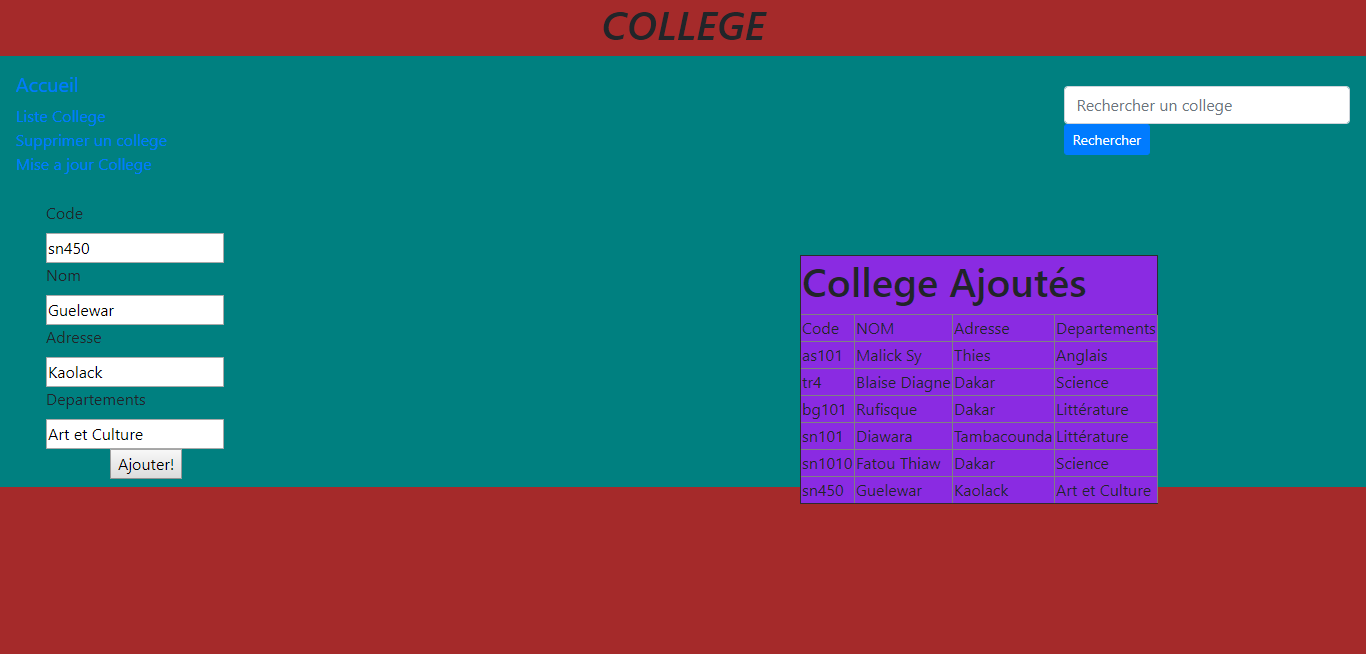 COLLEGE
Accueil
Liste College
Supprimer un college
Mise a jour College
Rechercher un college
Rechercher
Code
sn450
Nom
Guelewar
Adresse
Kaolack
Departements
Art et Culture
Ajouter!
College Ajoutés
Code NOM Adresse Departements
as101 Malick Sy Thies Anglais
tr4 Blaise Diagne Dakar Science
bg101 Rufisque Dakar Littérature
sn101 Diawara Tambacounda Littérature
sn1010 Fatou Thiaw Dakar Science
sn450 Guelewar Kaolack Art et Culture